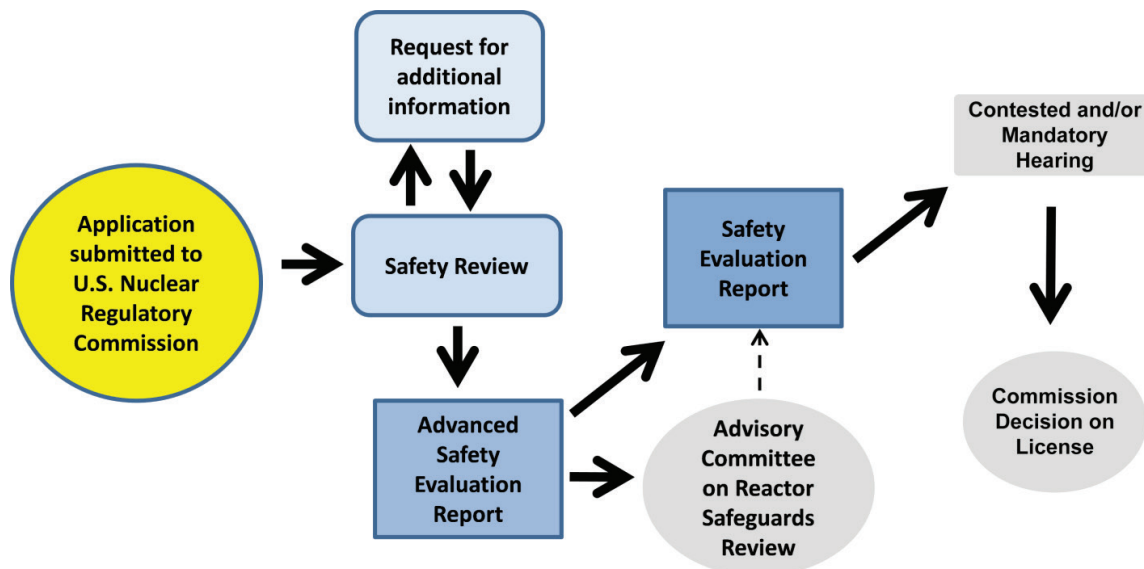 Request for
additional
information
Application
submitted to
U.S. Nuclear
Regulatory
Commission
Safety Review
Advanced
Safety
Evaluation
Report
Safety
Evaluation
Report
Advisory
Committee
on Reactor
Safeguards
Review
Contested and/or
Mandatory
Hearing
Commission
Decision on
License